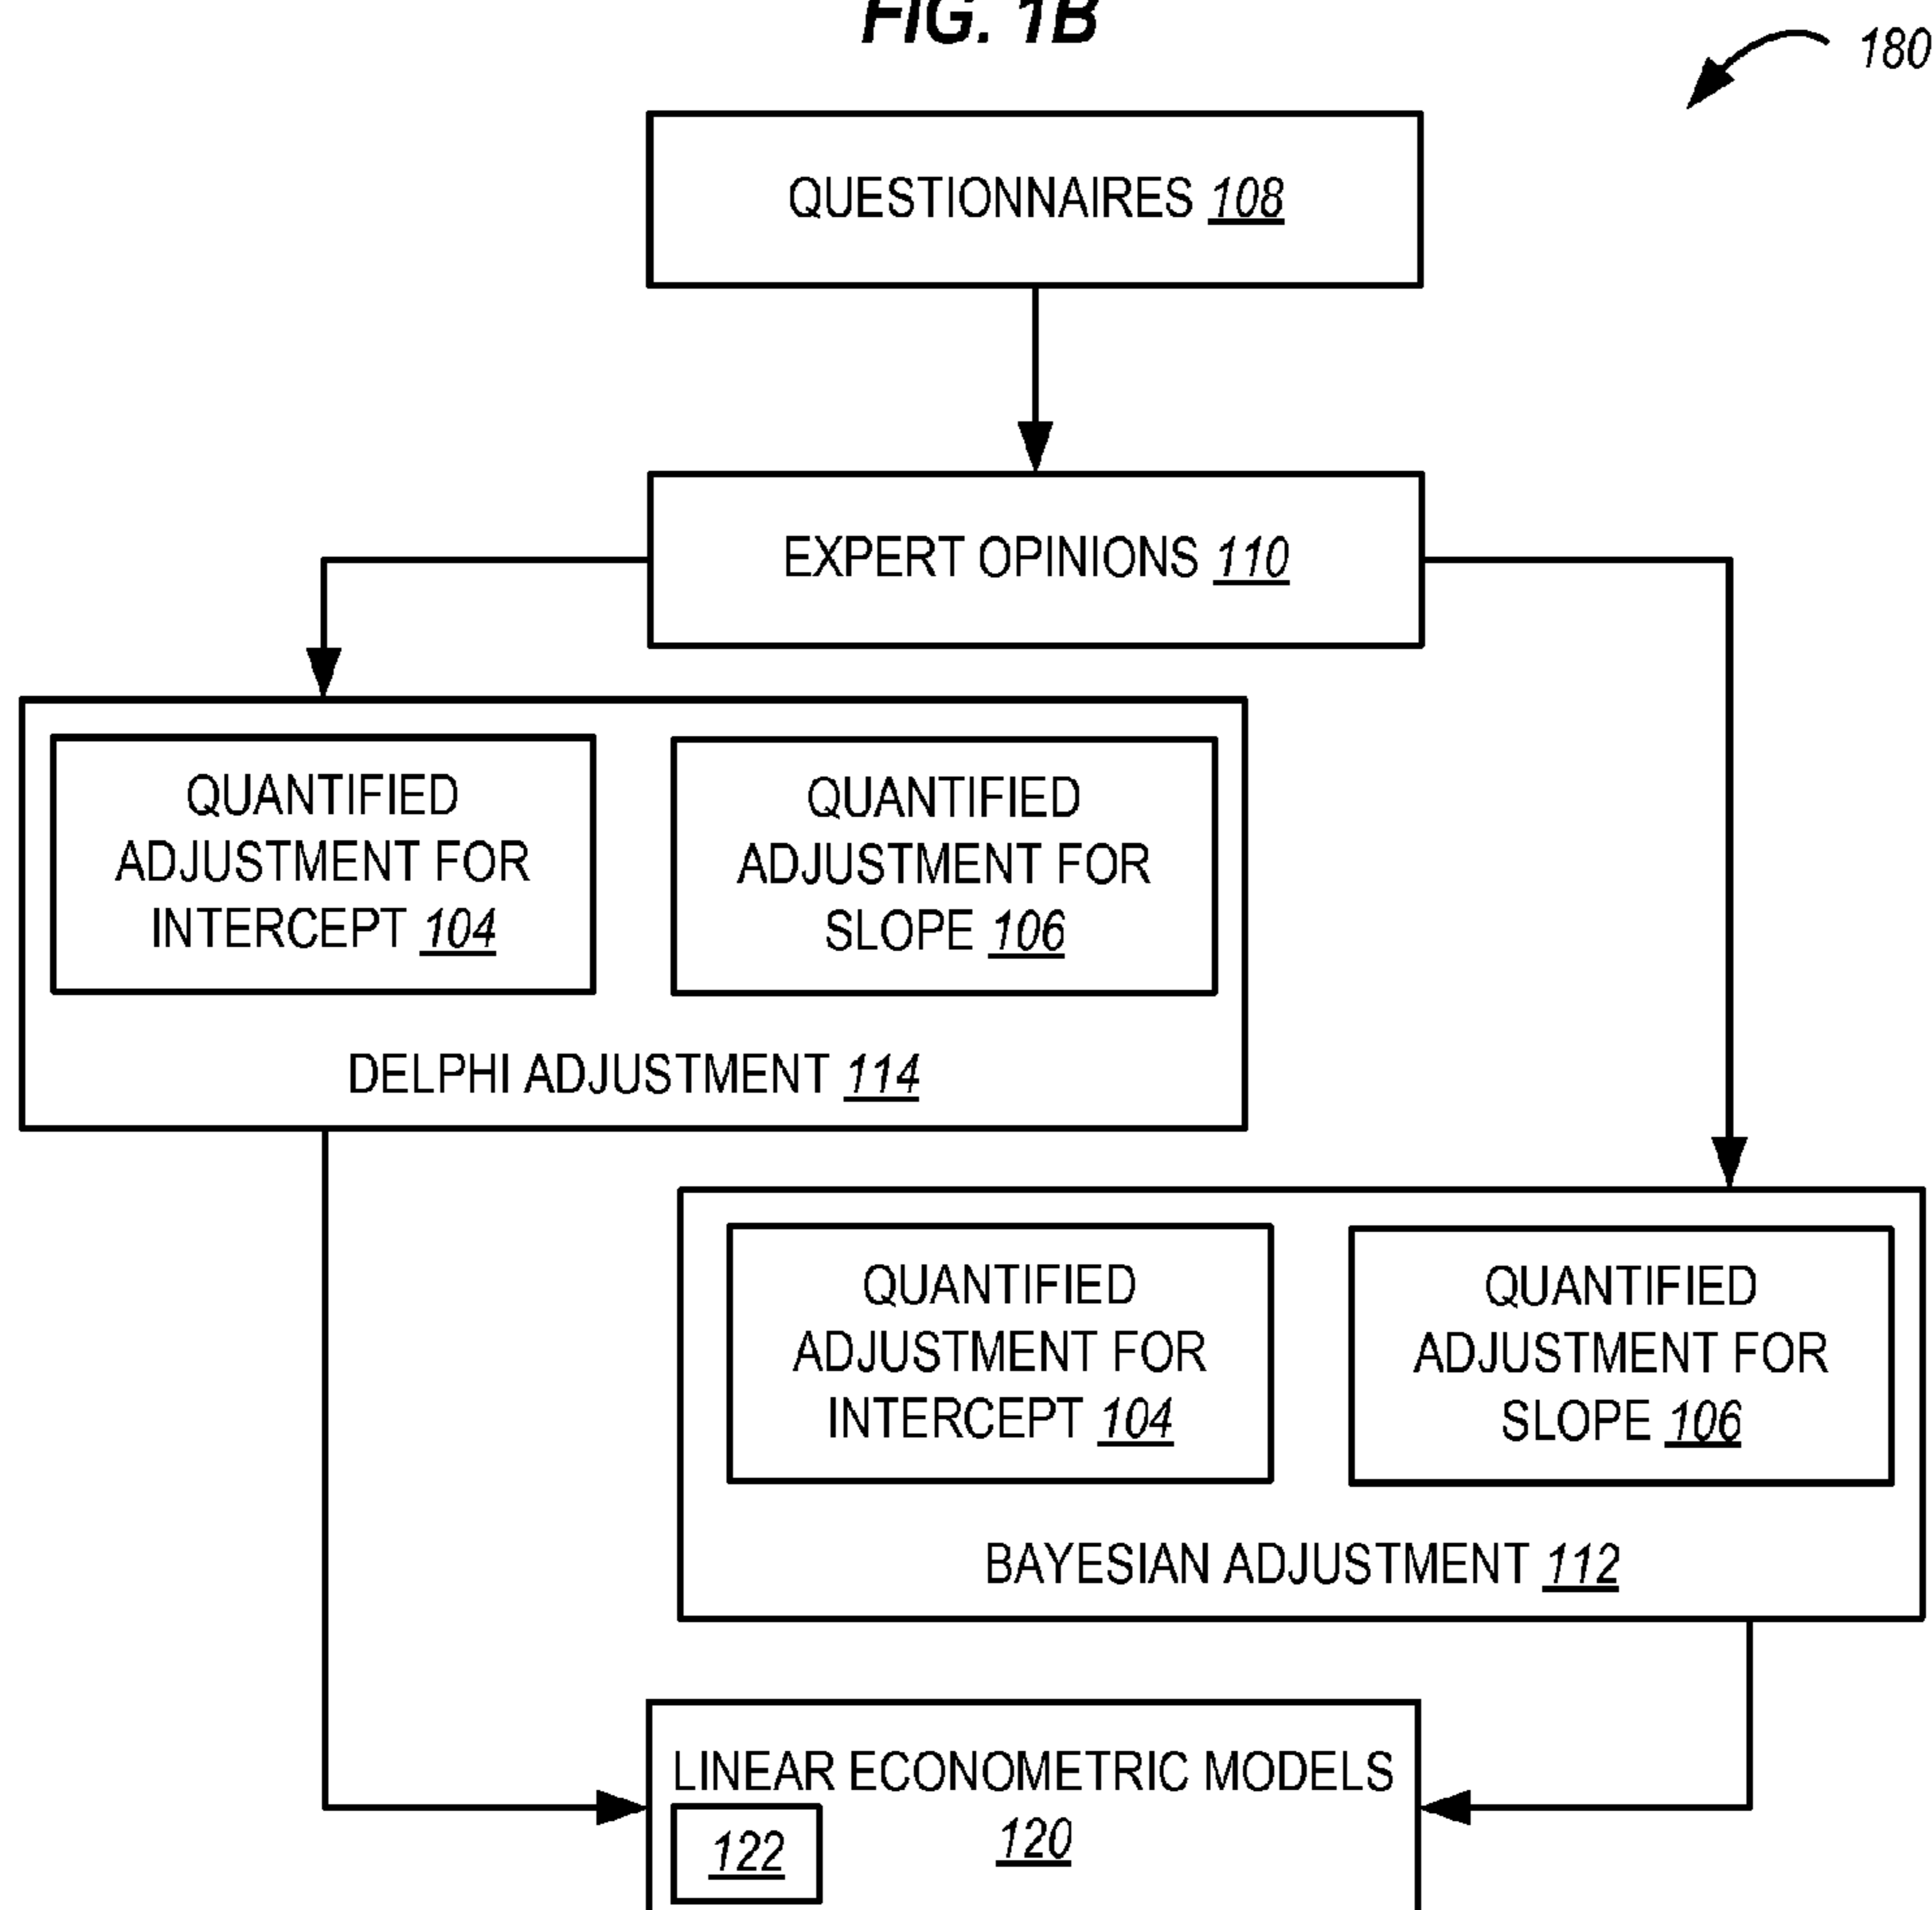 FIG. 1B
180
QUESTIONNAIRES 108
EXPERT OPINIONS 110
QUANTIFIED
ADJUSTMENT FOR
INTERCEPT 104
QUANTIFIED
ADJUSTMENT FOR
SLOPE 106
DELPHI ADJUSTMENT 114
QUANTIFIED
ADJUSTMENT FOR
INTERCEPT 104
QUANTIFIED
ADJUSTMENT FOR
SLOPE 106
BAYESIAN ADJUSTMENT 112
LINEAR ECONOMETRIC MODELS
120
122